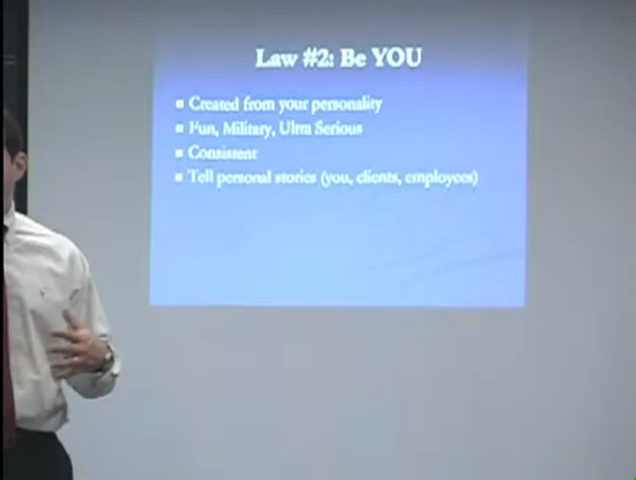 Law #2: Be YOU
Created from your personality
Fun, Military, Ultra Serious
Consistent
Tell personal stories (you, clients, employees)